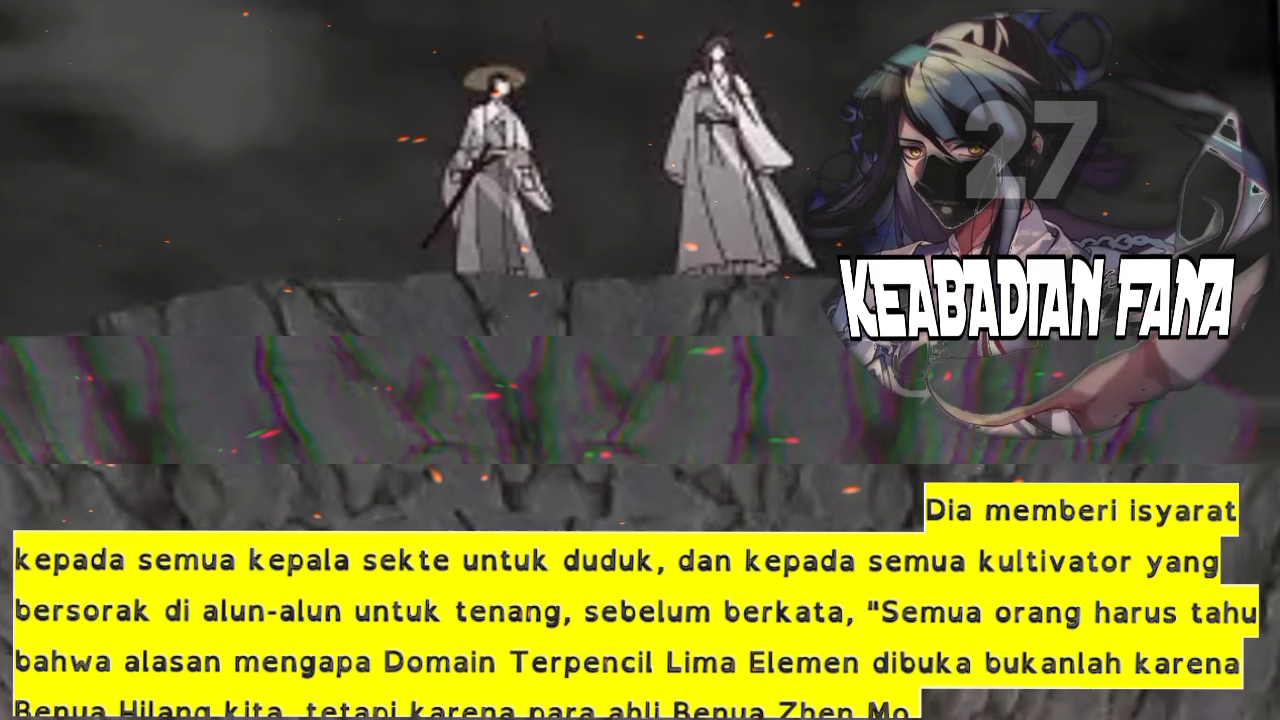 27
KEABADIAN FANA
Dia memberi isyarat
kepada semua kepala sekte untuk duduk, dan kepada semua kultivator yang
bersorak di alun-alun untuk tenang, sebelum berkata, "Semua orang harus tahu
bahwa alasan mengapa Domain Terpencil Lima Elemen dibuka bukanlah karena
Benua Hilang kita, tetapi karena para ahli Benua Zhen Mo